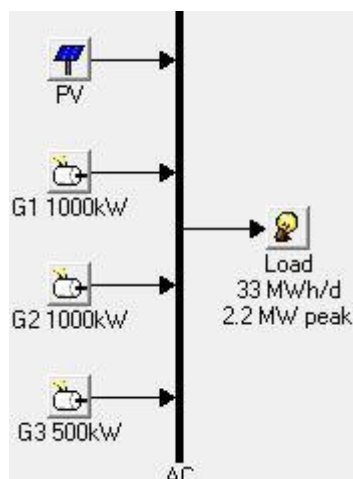 PV
G1 1000kW
G2 1000kW
Load
33 MWh/d
2.2 MW peak
G3 500kW
AC